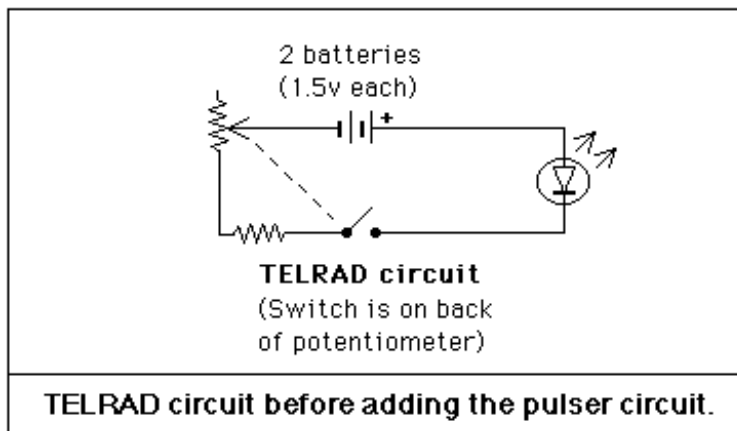 2 batteries
(1.5v each)
+
TELRAD circuit
(Switch is on back
of potentiometer)
TELRAD circuit before adding the pulser circuit.